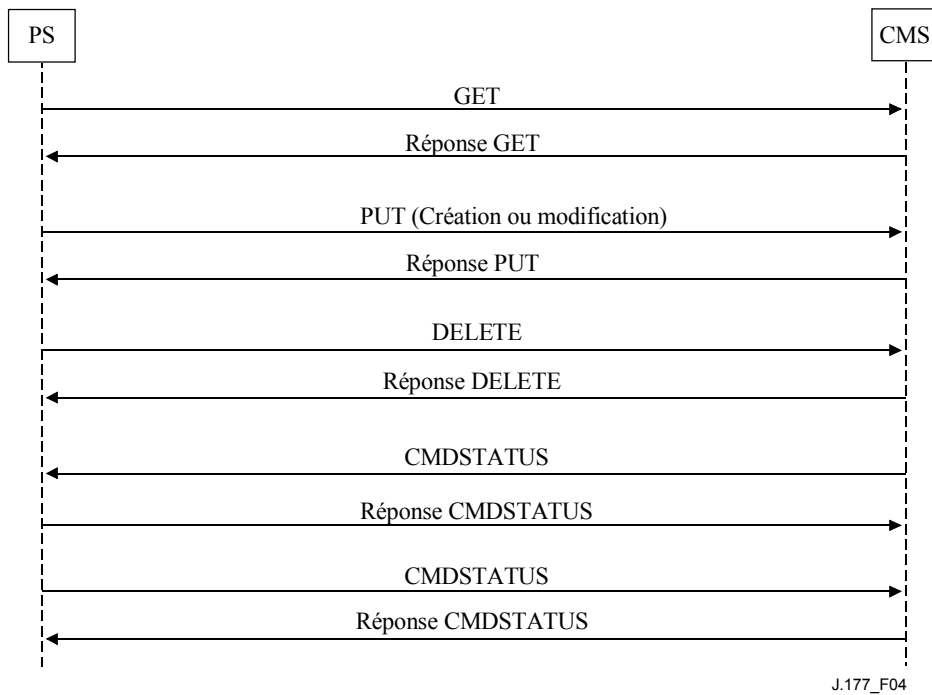 PS
CMS
GET
Réponse GET
PUT (Création ou modification)
Réponse PUT
DELETE
Réponse DELETE
CMDSTATUS
Réponse CMDSTATUS
CMDSTATUS
Réponse CMDSTATUS
J.177_F04